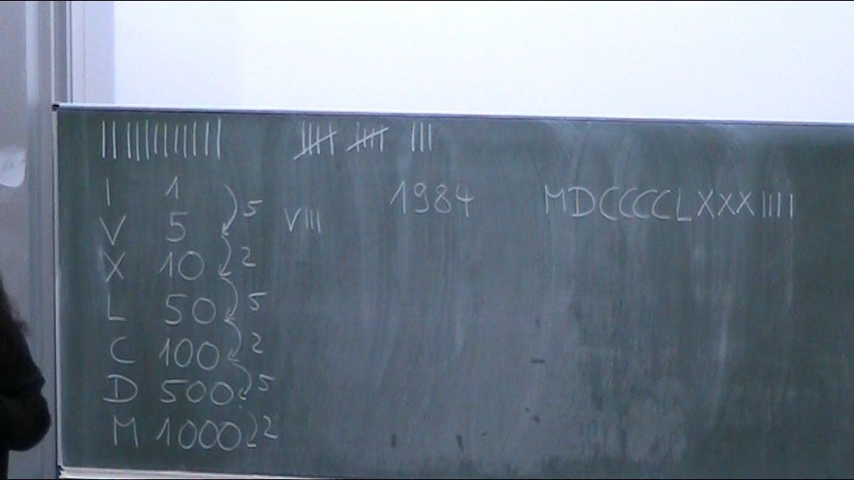 ||||||||||| |||| |||| |||
I 1 5
V 5 2 VIII 1984 MDCCCCLXXXIIII
X 10 5
L 50 2
C 100 5
D 500 2
M 1000